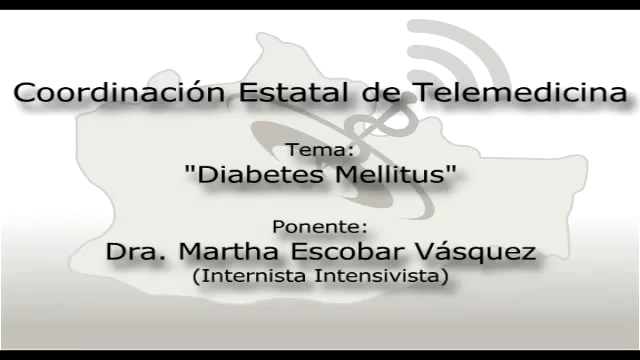 Coordinación Estatal de Telemedicina
Tema:
"Diabetes Mellitus"
Ponente:
Dra. Martha Escobar Vásquez
(Internista Intensivista)